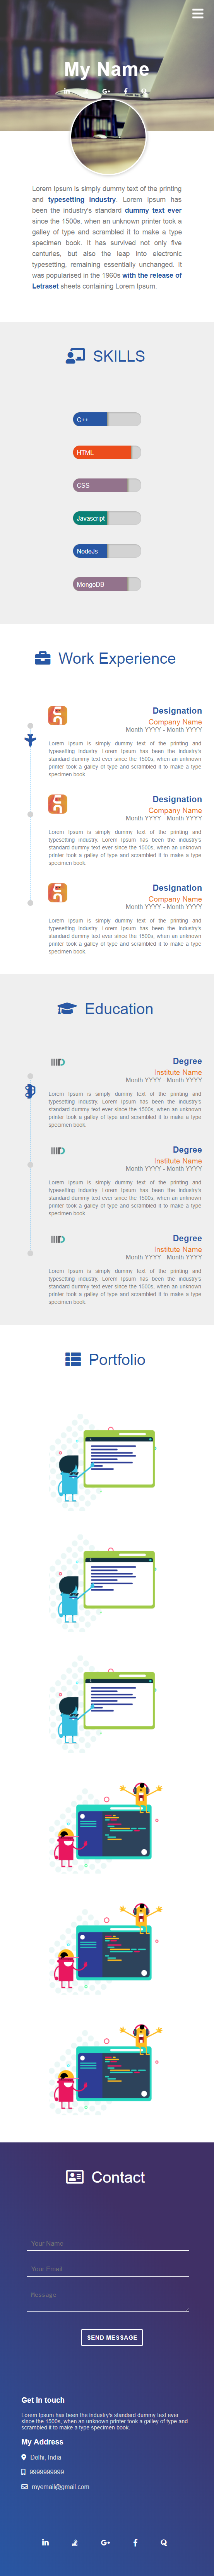 My Name
Lorem Ipsum is simply dummy text of the printing
and typesetting industry. Lorem Ipsum has
been the industry's standard dummy text ever
since the 1500s, when an unknown printer took a
galley of type and scrambled it to make a type
specimen book. It has survived not only five
centuries, but also the leap into electronic
typesetting, remaining essentially unchanged. It
was popularised in the 1960s with the release of
Letraset sheets containing Lorem Ipsum.
SKILLS
C++
HTML
CSS
Javascript
NodeJs
MongoDB
Work Experience
Designation
Company Name
Month YYYY - Month YYYY
Lorem Ipsum is simply dummy text of the printing and
typesetting industry. Lorem Ipsum has been the industry's
standard dummy text ever since the 1500s, when an unknown
printer took a galley of type and scrambled it to make a type
specimen book.
Designation
Company Name
Month YYYY - Month YYYY
Lorem Ipsum is simply dummy text of the printing and
typesetting industry. Lorem Ipsum has been the industry's
standard dummy text ever since the 1500s, when an unknown
printer took a galley of type and scrambled it to make a type
specimen book.
Designation
Company Name
Month YYYY - Month YYYY
Lorem Ipsum is simply dummy text of the printing and
typesetting industry. Lorem Ipsum has been the industry's
standard dummy text ever since the 1500s, when an unknown
printer took a galley of type and scrambled it to make a type
specimen book.
Education
Degree
Institute Name
Month YYYY - Month YYYY
Lorem Ipsum is simply dummy text of the printing and
typesetting industry. Lorem Ipsum has been the industry's
standard dummy text ever since the 1500s, when an unknown
printer took a galley of type and scrambled it to make a type
specimen book.
Degree
Institute Name
Month YYYY - Month YYYY
Lorem Ipsum is simply dummy text of the printing and
typesetting industry. Lorem Ipsum has been the industry's
standard dummy text ever since the 1500s, when an unknown
printer took a galley of type and scrambled it to make a type
specimen book.
Degree
Institute Name
Month YYYY - Month YYYY
Lorem Ipsum is simply dummy text of the printing and
typesetting industry. Lorem Ipsum has been the industry's
standard dummy text ever since the 1500s, when an unknown
printer took a galley of type and scrambled it to make a type
specimen book.
Portfolio
Contact
Your Name
Your Email
Message
SEND MESSAGE
Get In touch
Lorem Ipsum has been the industry's standard dummy text ever
since the 1500s, when an unknown printer took a galley of type and
scrambled it to make a type specimen book.
My Address
Delhi, India
9999999999
myemail@gmail.com